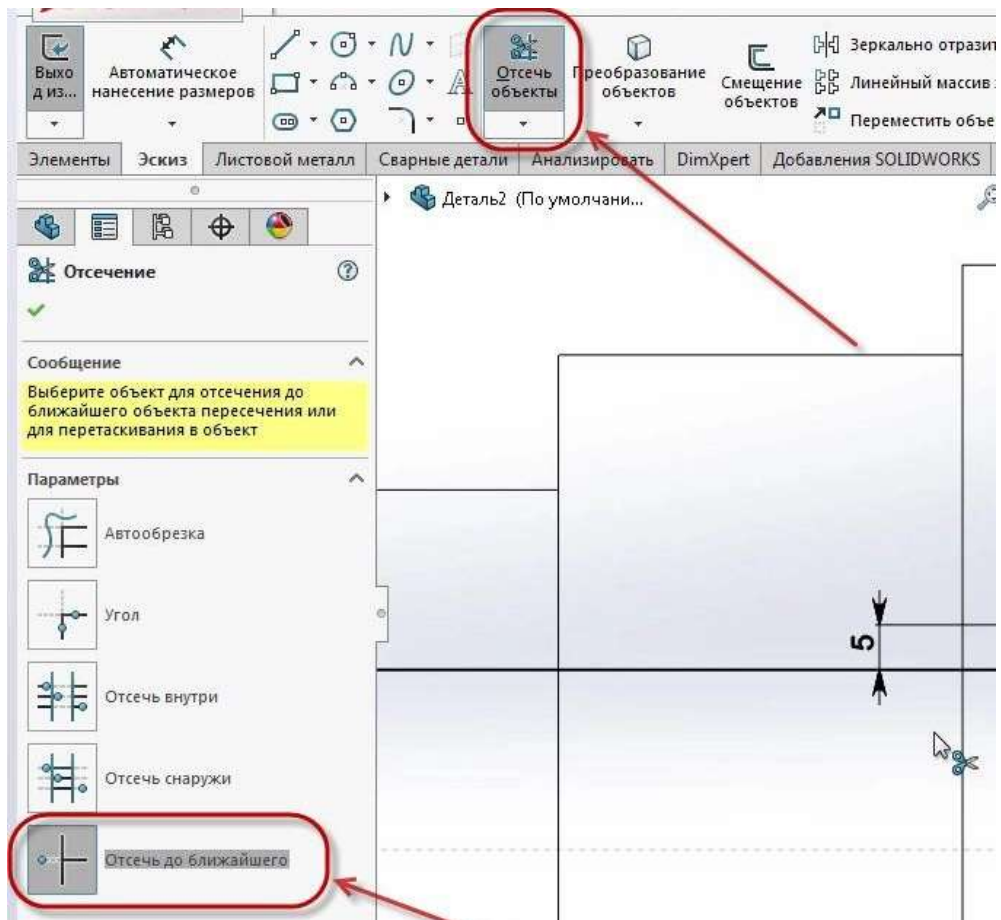 Выхо
д из...
Автоматическое
нанесение размеров
Отсечь
объекты
Преобразование
объектов
Смещение
объектов
Зеркально отразит
Линейный массив
Переместить объе
Элементы
Эскиз
Листовой металл
Сварные детали
Анализировать
DimXpert
Добавления SOLIDWORKS
Деталь2 (По умолчани...
Отсечение
Сообщение
Выберите объект для отсечения до
ближайшего объекта пересечения или
для перетаскивания в объект
Параметры
Автообрезка
Угол
Отсечь внутри
Отсечь снаружи
Отсечь до ближайшего
5